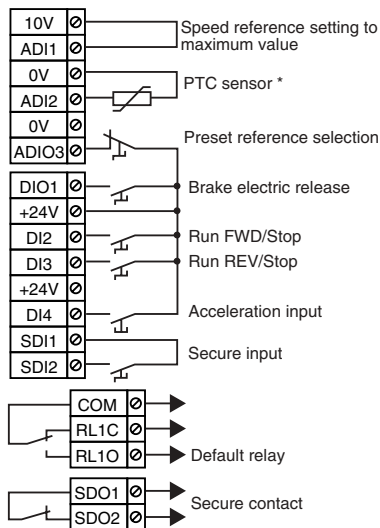 10V
Speed reference setting to
maximum value
ADI1
0V
PTC sensor *
ADI2
0V
Preset reference selection
ADIO3
DIO1
Brake electric release
+24V
DI2
Run FWD/Stop
DI3
Run REV/Stop
+24V
DI4
Acceleration input
SDI1
Secure input
SDI2
COM
RL1C
RL1O
Default relay
SDO1
Secure contact
SDO2